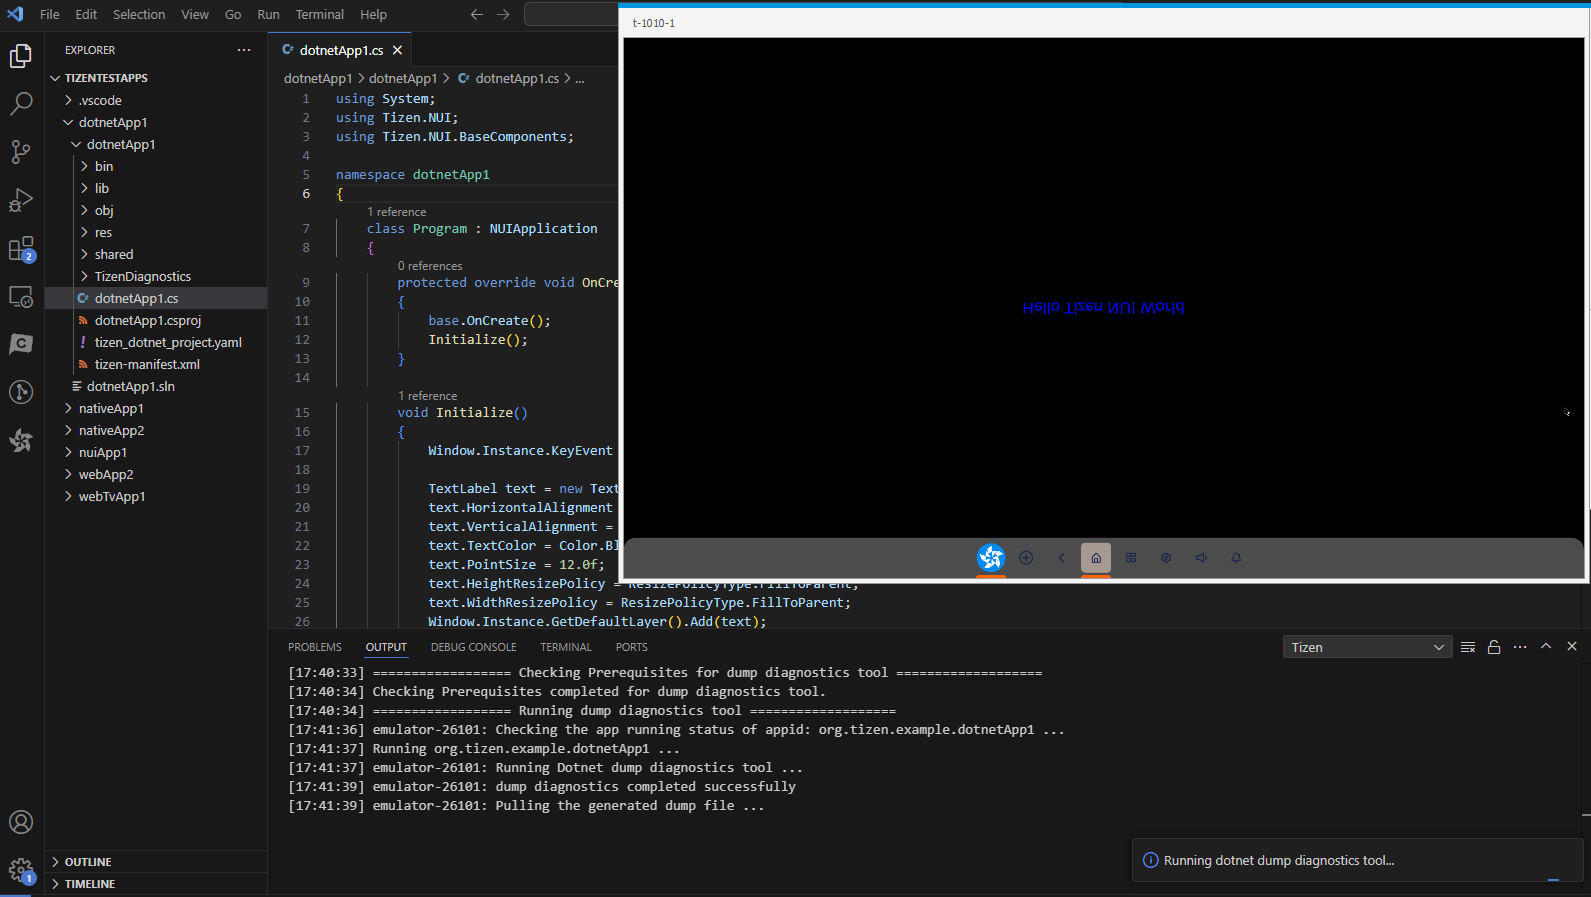 File Edit Selection View Go Run Terminal Help
t-1010-1
EXPLORER
TIZENTESTAPPS
.vscode
dotnetApp1
dotnetApp1
bin
lib
obj
res
shared
TizenDiagnostics
dotnetApp1.cs
dotnetApp1.csproj
tizen_dotnet_project.yaml
tizen-manifest.xml
dotnetApp1.sln
nativeApp1
nativeApp2
nuiApp1
webApp2
webTvApp1
OUTLINE
TIMELINE
2
1
dotnetApp1.cs
dotnetApp1 > dotnetApp1 > dotnetApp1.cs > ...
1 using System;
2 using Tizen.NUI;
3 using Tizen.NUI.BaseComponents;
4
5 namespace dotnetApp1
6 {
1 reference
7 class Program : NUIApplication
8 {
0 references
9 protected override void OnCre
10 {
11 base.OnCreate();
12 Initialize();
13 }
14
1 reference
15 void Initialize()
16 {
17 Window.Instance.KeyEvent
18
19 TextLabel text = new Text
20 text.HorizontalAlignment
21 text.VerticalAlignment =
22 text.TextColor = Color.Bl
23 text.PointSize = 12.0f;
24 text.HeightResizePolicy = ResizePolicyType.FillToParent;
25 text.WidthResizePolicy = ResizePolicyType.FillToParent;
26 Window.Instance.GetDefaultLayer().Add(text);
Hello Tizen NUI World
PROBLEMS OUTPUT DEBUG CONSOLE TERMINAL PORTS
Tizen
[17:40:33] ================== Checking Prerequisites for dump diagnostics tool ===================
[17:40:34] Checking Prerequisites completed for dump diagnostics tool.
[17:40:34] ================== Running dump diagnostics tool ===================
[17:41:36] emulator-26101: Checking the app running status of appid: org.tizen.example.dotnetApp1 ...
[17:41:37] Running org.tizen.example.dotnetApp1 ...
[17:41:37] emulator-26101: Running Dotnet dump diagnostics tool ...
[17:41:39] emulator-26101: dump diagnostics completed successfully
[17:41:39] emulator-26101: Pulling the generated dump file ...
Running dotnet dump diagnostics tool...